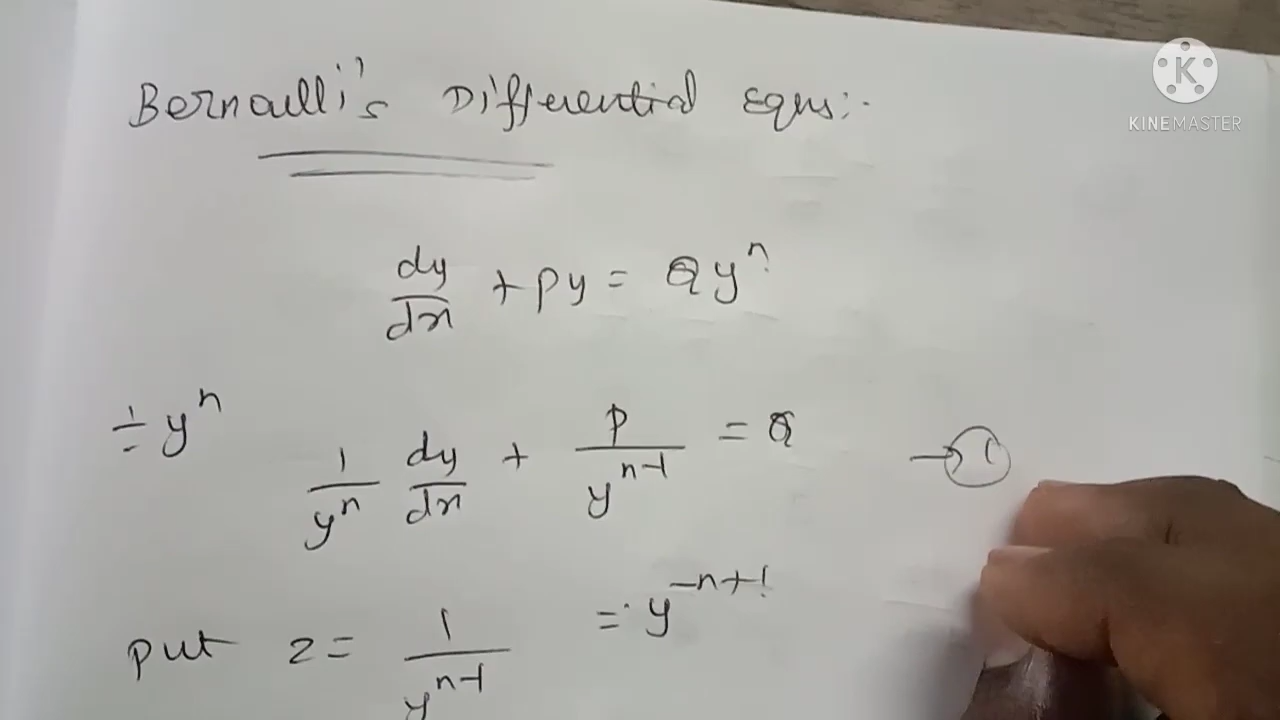 Bernaulli's Differential Eqns:-
K
KINEMASTER
dy/dx + py = Qy^n
÷ y^n
1/y^n dy/dx + p/y^(n-1) = Q → (1)
put z = 1/y^(n-1) = y^(-n+1)